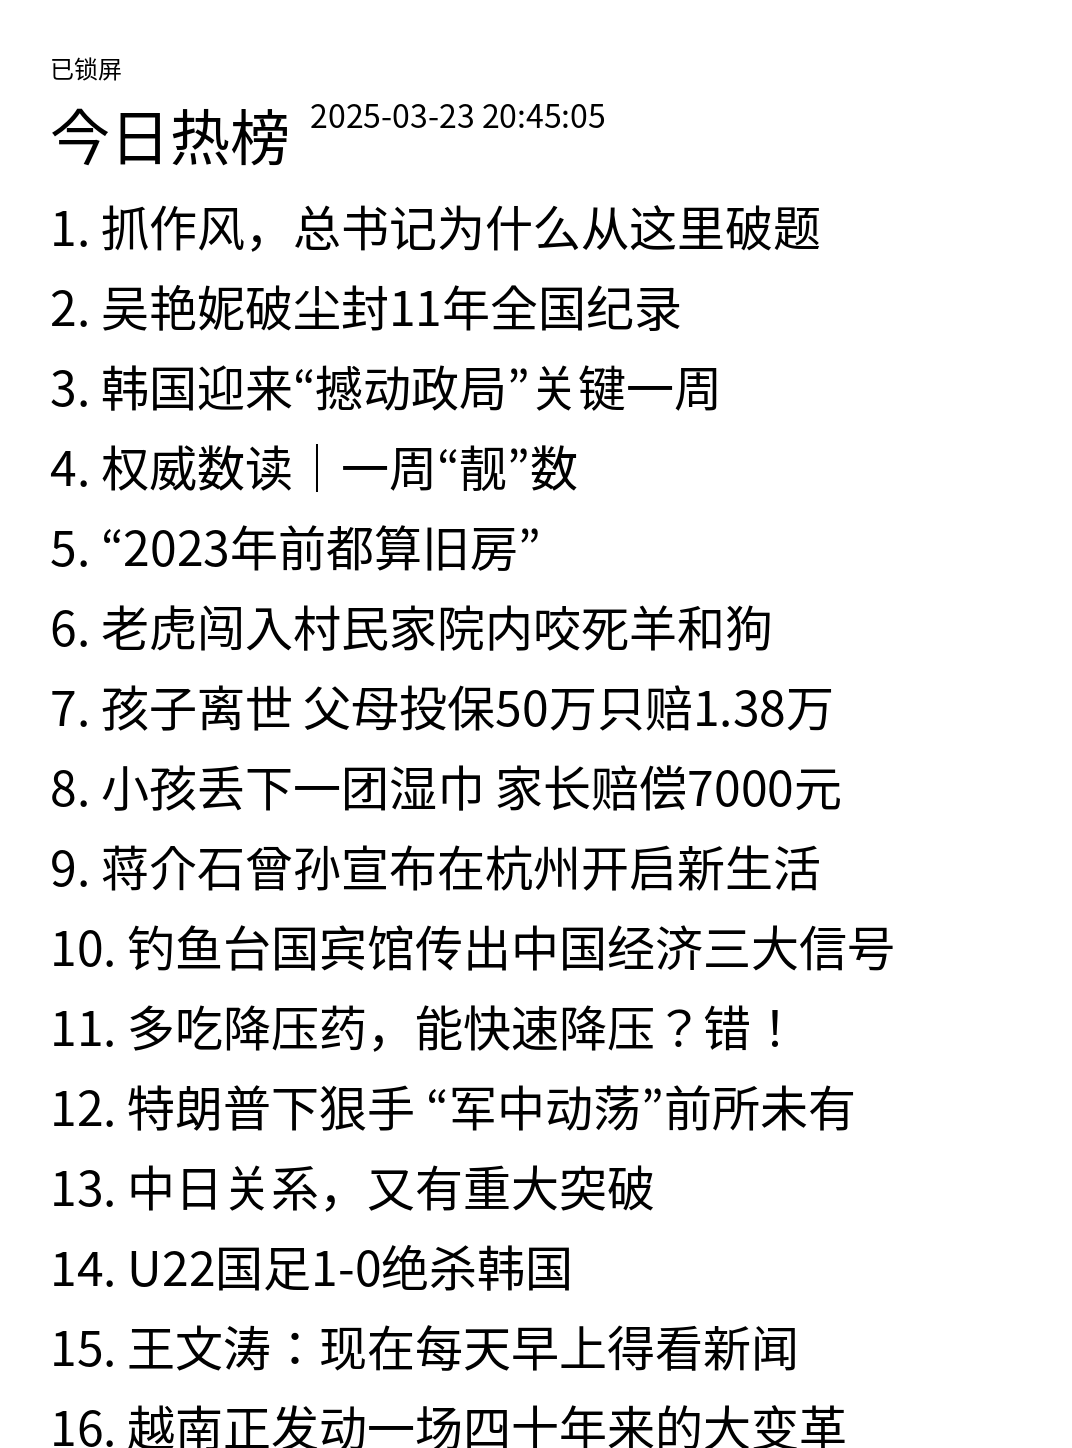 已锁屏
今日热榜 2025-03-23 20:45:05
1. 抓作风，总书记为什么从这里破题
2. 吴艳妮破尘封11年全国纪录
3. 韩国迎来“撼动政局”关键一周
4. 权威数读｜一周“靓”数
5. “2023年前都算旧房”
6. 老虎闯入村民家院内咬死羊和狗
7. 孩子离世 父母投保50万只赔1.38万
8. 小孩丢下一团湿巾 家长赔偿7000元
9. 蒋介石曾孙宣布在杭州开启新生活
10. 钓鱼台国宾馆传出中国经济三大信号
11. 多吃降压药，能快速降压？错！
12. 特朗普下狠手 “军中动荡”前所未有
13. 中日关系，又有重大突破
14. U22国足1-0绝杀韩国
15. 王文涛：现在每天早上得看新闻
16. 越南正发动一场四十年来的大变革